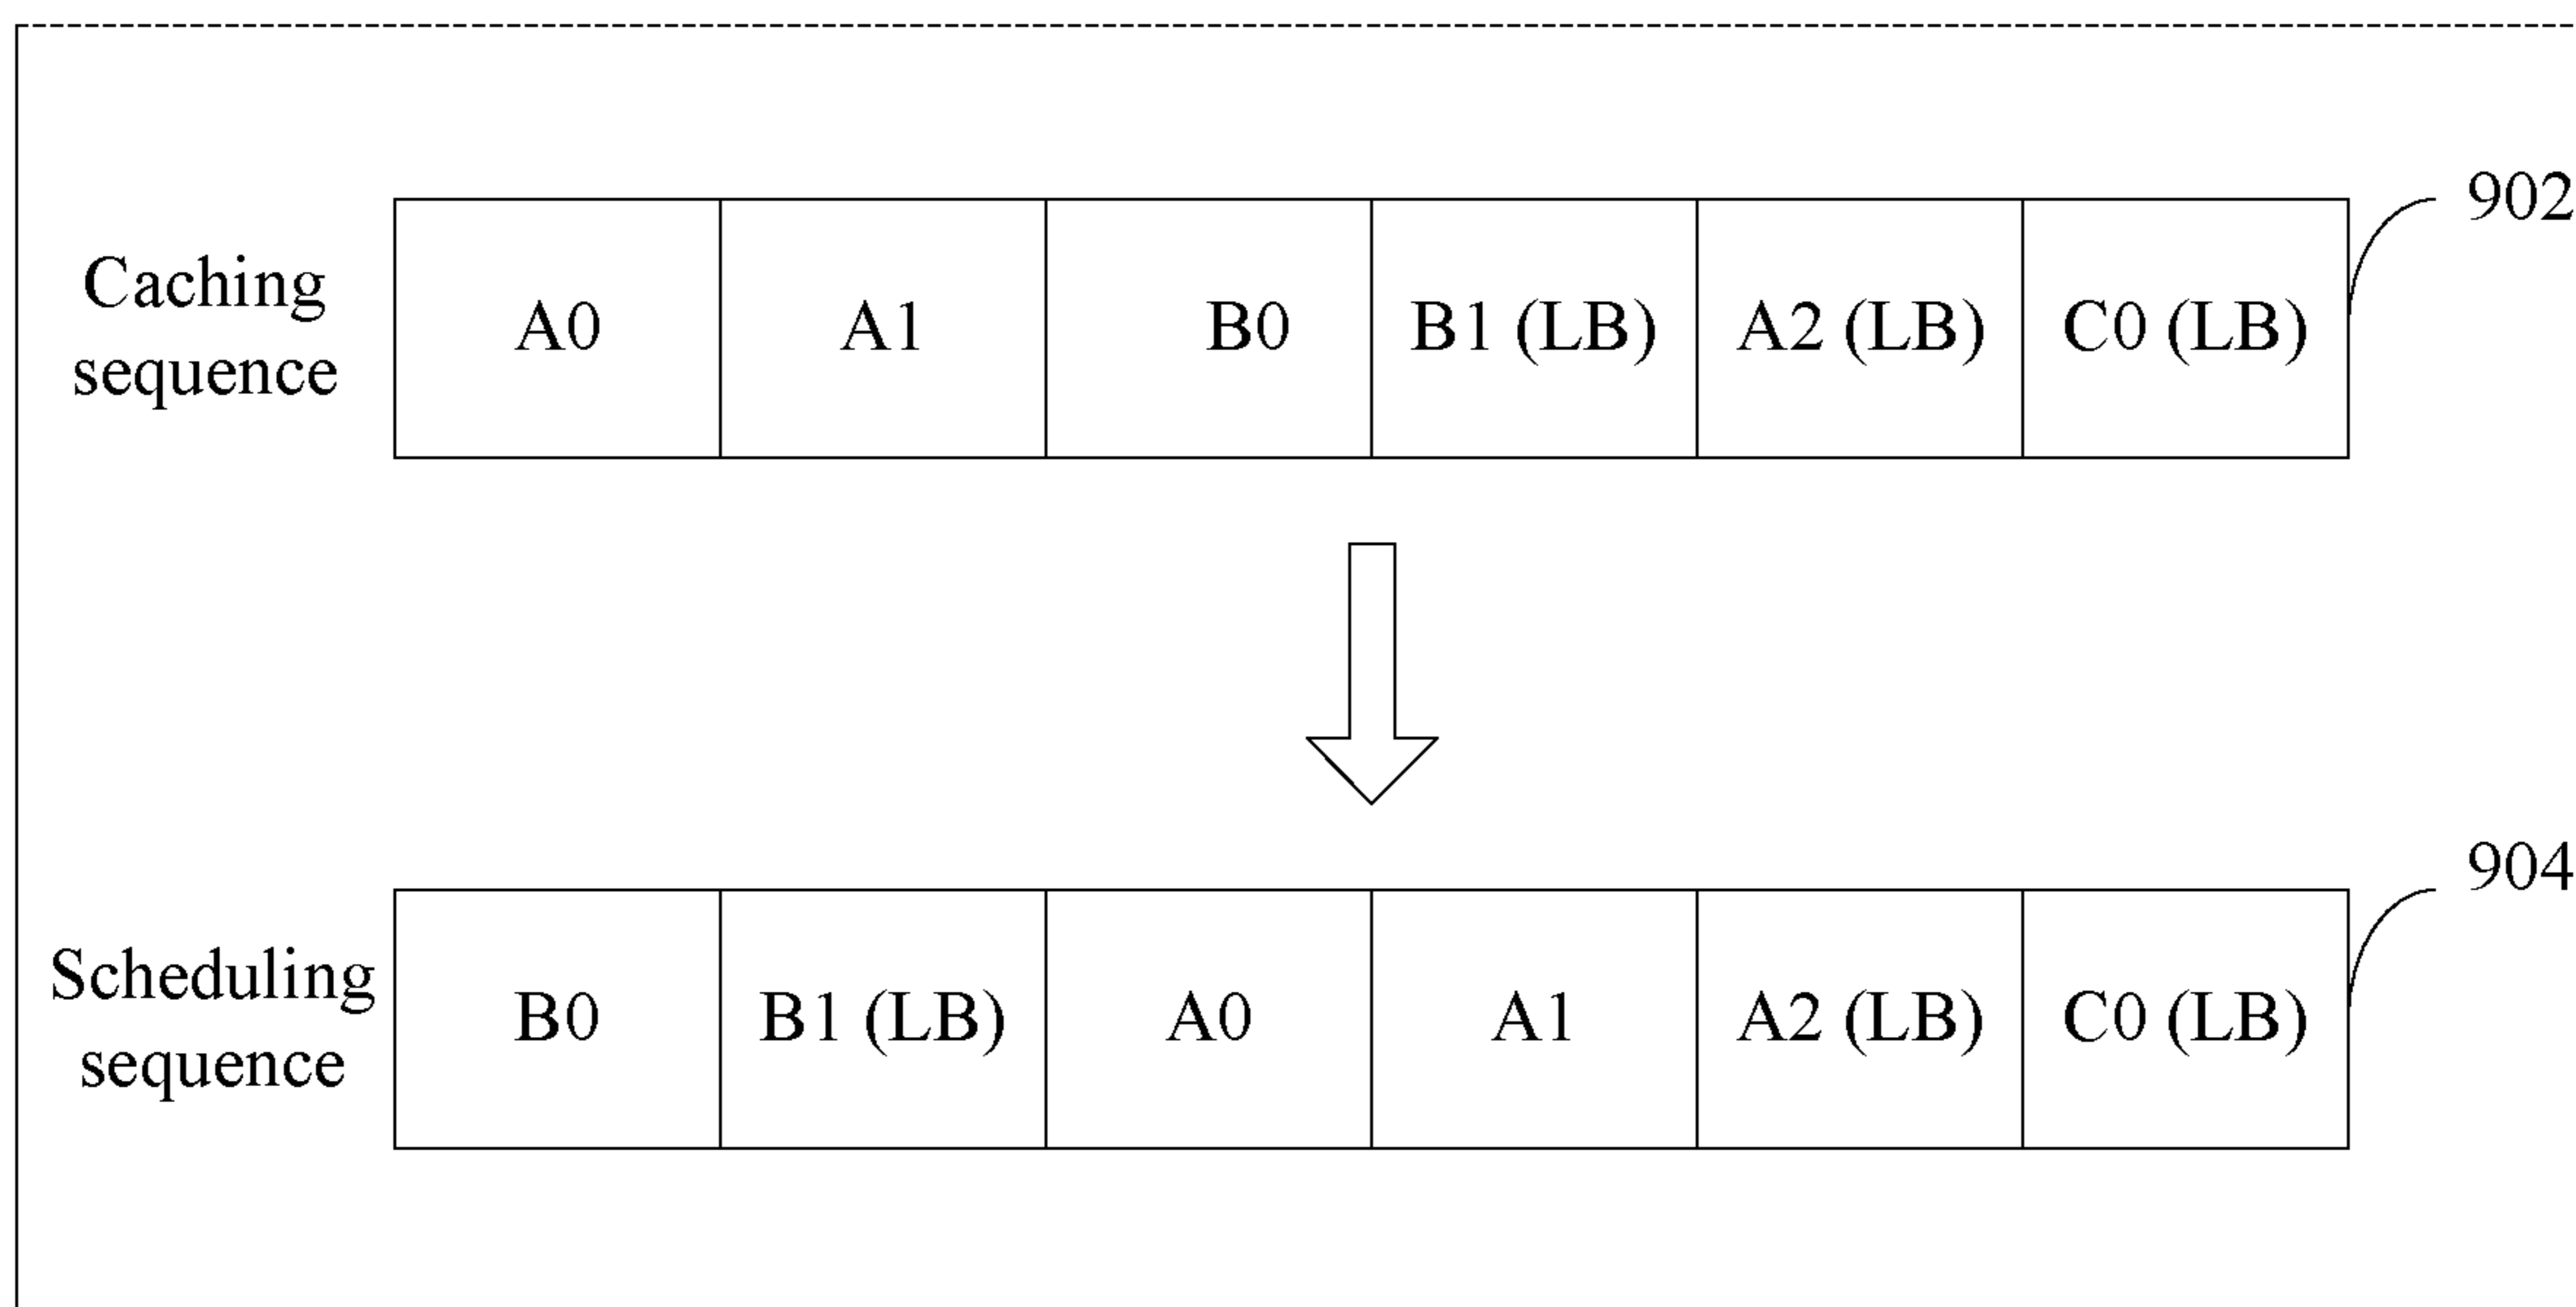 902
Caching
sequence
A0 A1 B0 B1 (LB) A2 (LB) C0 (LB)
904
Scheduling
sequence
B0 B1 (LB) A0 A1 A2 (LB) C0 (LB)